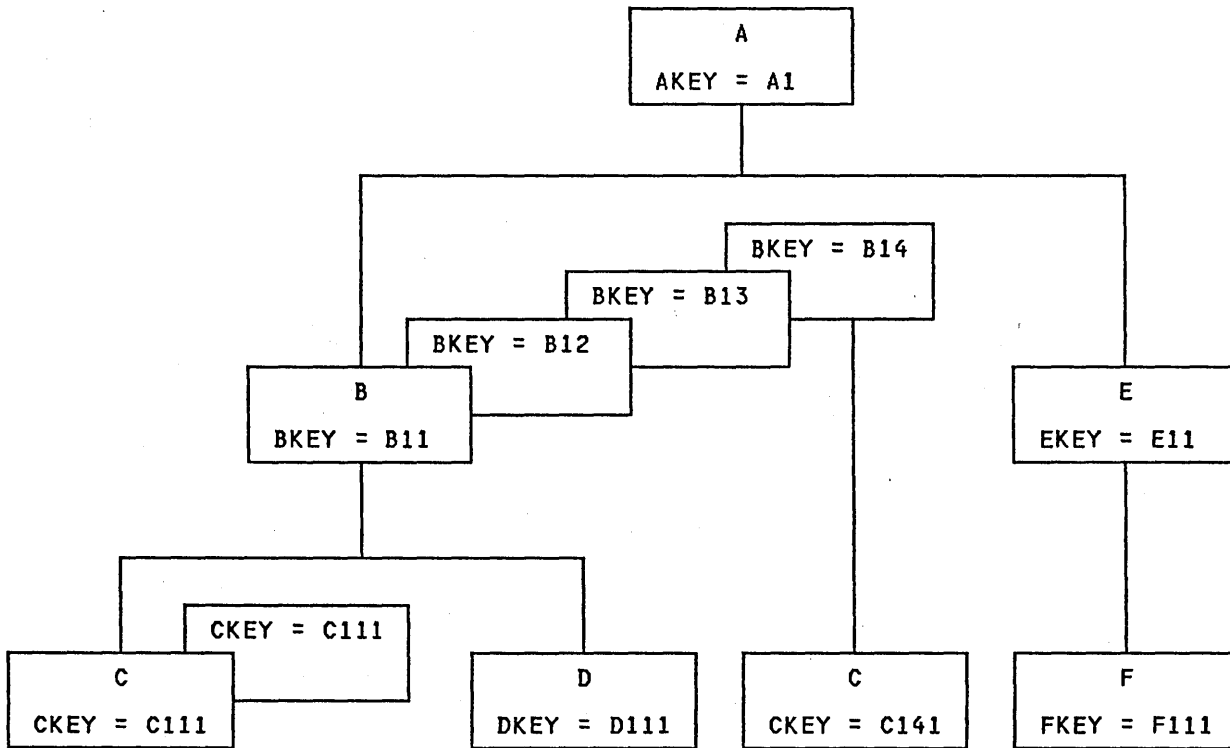 A
AKEY = A1
BKEY = B14
BKEY = B13
BKEY = B12
B
BKEY = B11
E
EKEY = E11
CKEY = C111
C
CKEY = C111
D
DKEY = D111
C
CKEY = C141
F
FKEY = F111